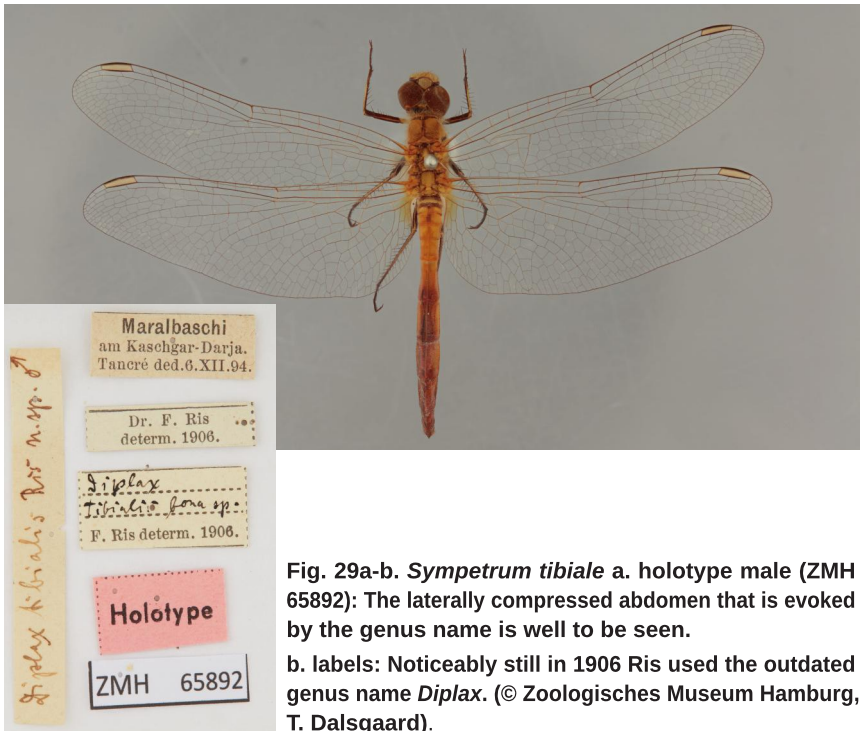 Diplax tibialis Ris n. sp. ♂
Maralbaschi
am Kaschgar-Darja.
Tancré ded.6.XII.94.
Dr. F. Ris
determ. 1906.
Diplax
tibialis bona sp.
F. Ris determ. 1906.
Holotype
ZMH 65892
Fig. 29a-b. Sympetrum tibiale a. holotype male (ZMH
65892): The laterally compressed abdomen that is evoked
by the genus name is well to be seen.
b. labels: Noticeably still in 1906 Ris used the outdated
genus name Diplax. (© Zoologisches Museum Hamburg,
T. Dalsgaard).